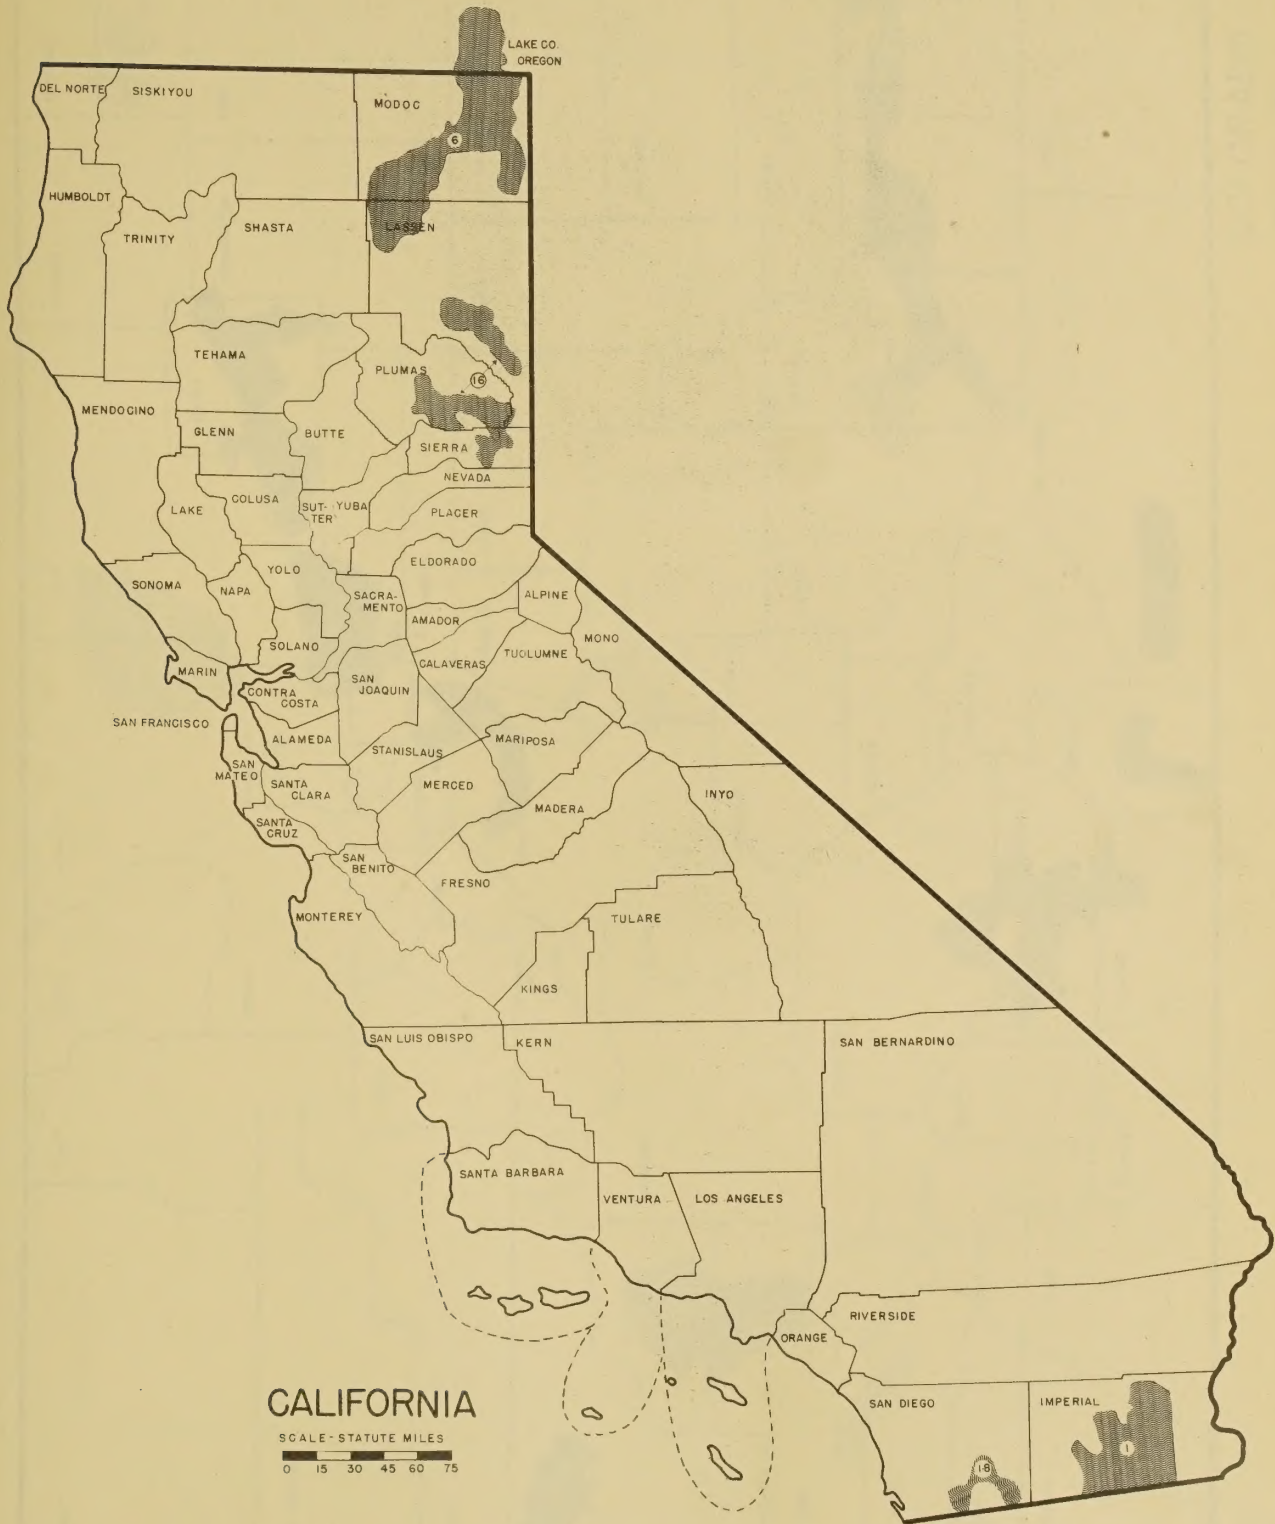 LAKE CO.
OREGON
DEL NORTE
SISKIYOU
MODOC
6
HUMBOLDT
TRINITY
SHASTA
LASSEN
TEHAMA
PLUMAS
16
MENDOCINO
GLENN
BUTTE
SIERRA
NEVADA
LAKE
COLUSA
SUT-
TER
YUBA
PLACER
ELDORADO
YOLO
SONOMA
NAPA
SACRA-
MENTO
ALPINE
AMADOR
SOLANO
MONO
TUOLUMNE
CALAVERAS
MARIN
SAN
JOAQUIN
CONTRA
COSTA
SAN FRANCISCO
ALAMEDA
STANISLAUS
MARIPOSA
SAN
MATEO
SANTA
CLARA
MERCED
INYO
MADERA
SANTA
CRUZ
SAN
BENITO
FRESNO
MONTEREY
TULARE
KINGS
SAN LUIS OBISPO
KERN
SAN BERNARDINO
SANTA BARBARA
VENTURA
LOS ANGELES
RIVERSIDE
ORANGE
SAN DIEGO
IMPERIAL
1
18
CALIFORNIA
SCALE-STATUTE MILES
0 15 30 45 60 75